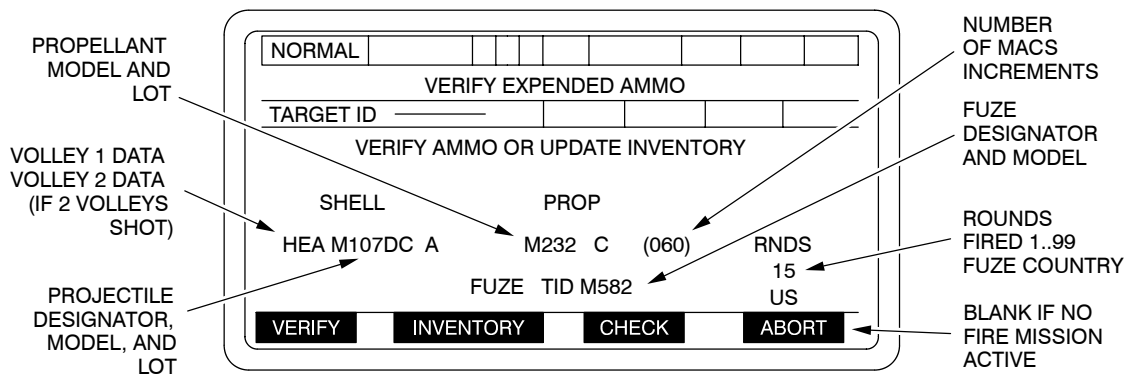 PROPELLANT
MODEL AND
LOT
VOLLEY 1 DATA
VOLLEY 2 DATA
(IF 2 VOLLEYS
SHOT)
PROJECTILE
DESIGNATOR,
MODEL, AND
LOT
NORMAL
VERIFY EXPENDED AMMO
TARGET ID
VERIFY AMMO OR UPDATE INVENTORY
SHELL PROP
HEA M107DC A M232 C (060) RNDS
15
FUZE TID M582
US
VERIFY INVENTORY CHECK ABORT
NUMBER
OF MACS
INCREMENTS
FUZE
DESIGNATOR
AND MODEL
ROUNDS
FIRED 1..99
FUZE COUNTRY
BLANK IF NO
FIRE MISSION
ACTIVE